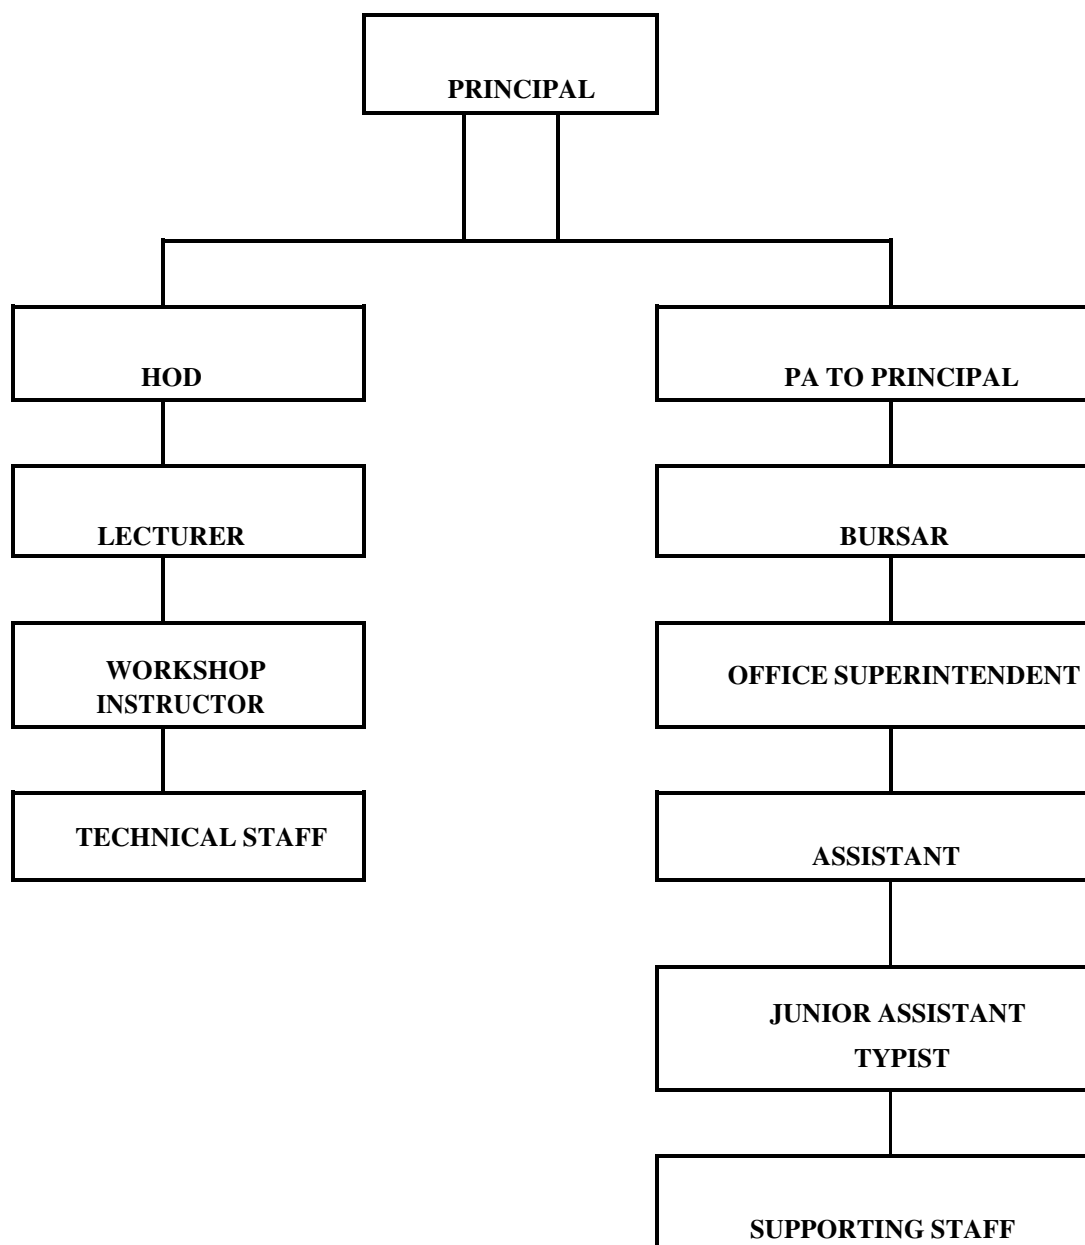 PRINCIPAL
HOD
PA TO PRINCIPAL
LECTURER
BURSAR
WORKSHOP
INSTRUCTOR
OFFICE SUPERINTENDENT
TECHNICAL STAFF
ASSISTANT
JUNIOR ASSISTANT
TYPIST
SUPPORTING STAFF